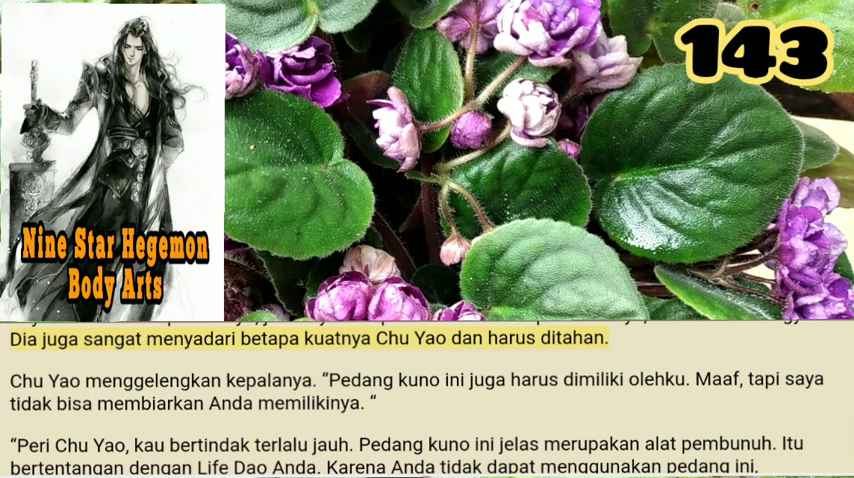 143
Nine Star Hegemon
Body Arts
Dia juga sangat menyadari betapa kuatnya Chu Yao dan harus ditahan.
Chu Yao menggelengkan kepalanya. “Pedang kuno ini juga harus dimiliki olehku. Maaf, tapi saya
tidak bisa membiarkan Anda memilikinya. “
“Peri Chu Yao, kau bertindak terlalu jauh. Pedang kuno ini jelas merupakan alat pembunuh. Itu
bertentangan dengan Life Dao Anda. Karena Anda tidak dapat menggunakan pedang ini,